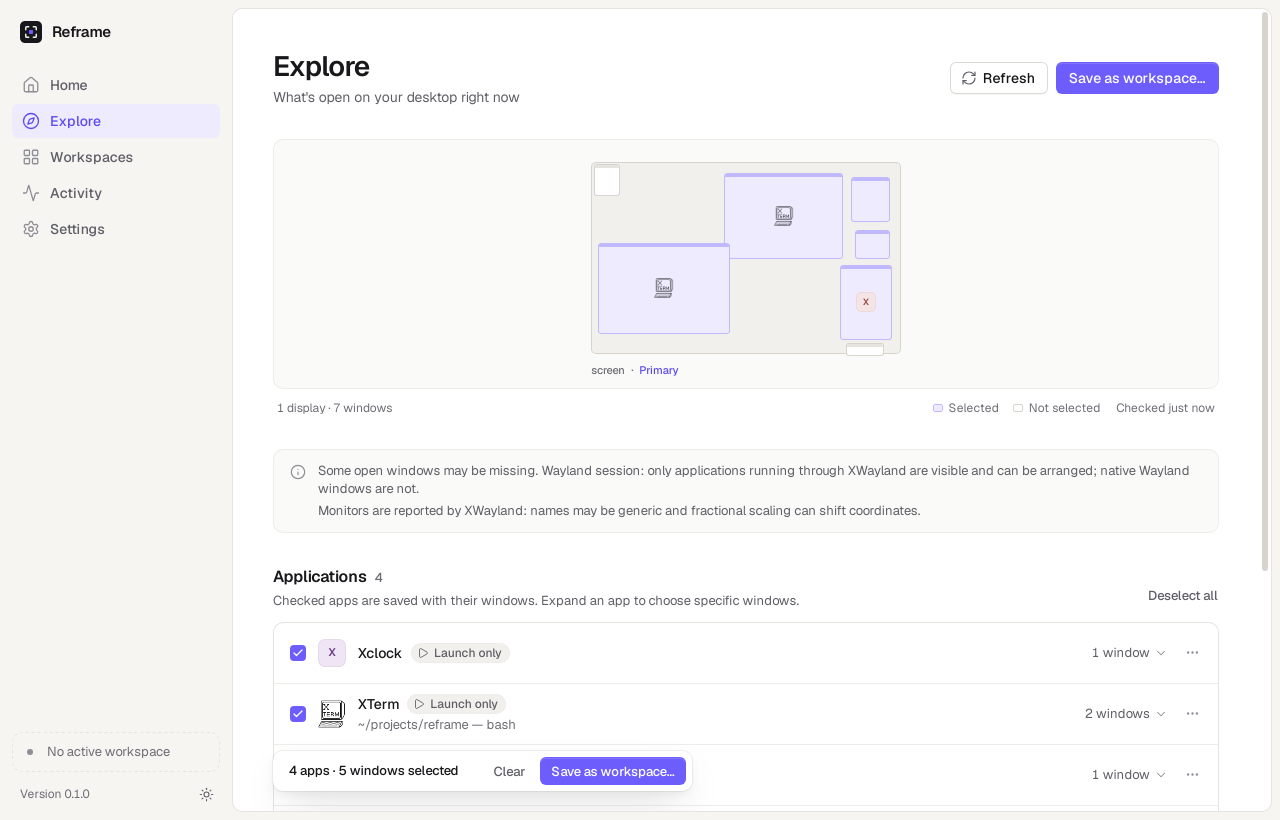 Reframe
Home
Explore
Workspaces
Activity
Settings
No active workspace
Version 0.1.0
Explore
What's open on your desktop right now
Refresh
Save as workspace...
X TERM
X TERM
X
screen · Primary
1 display · 7 windows
Selected
Not selected
Checked just now
Some open windows may be missing. Wayland session: only applications running through XWayland are visible and can be arranged; native Wayland
windows are not.
Monitors are reported by XWayland: names may be generic and fractional scaling can shift coordinates.
Applications 4
Checked apps are saved with their windows. Expand an app to choose specific windows.
Deselect all
X
Xclock
Launch only
1 window
X TERM
XTerm
Launch only
~/projects/reframe — bash
2 windows
1 window
4 apps · 5 windows selected
Clear
Save as workspace...